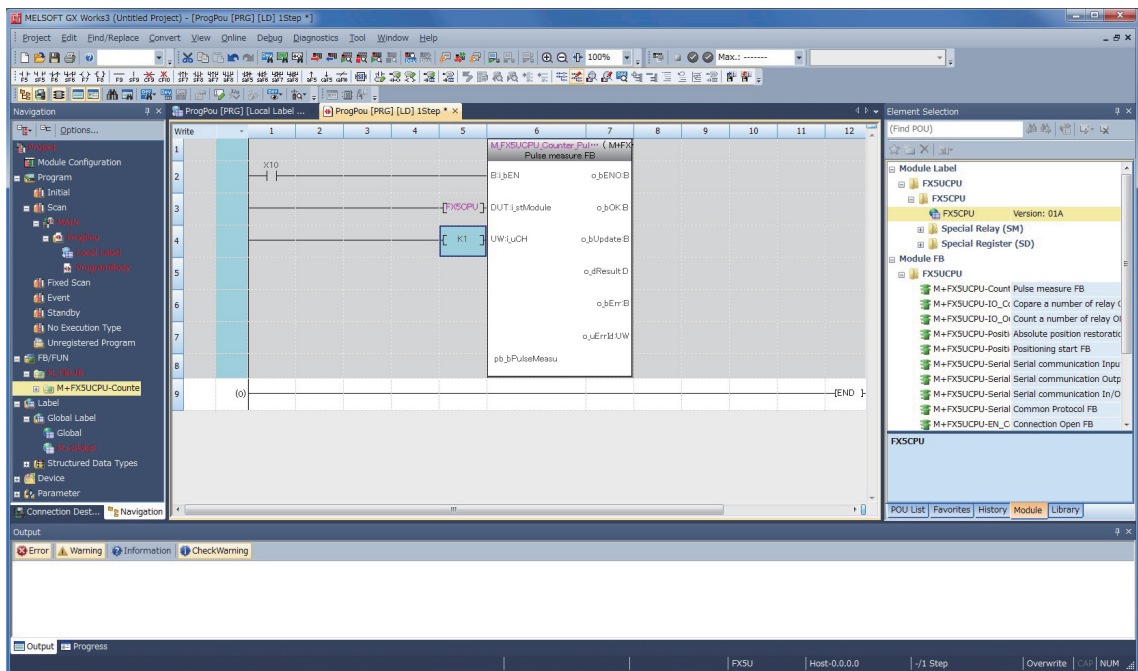 MELSOFT GX Works3 (Untitled Project) - [ProgPou [PRG] [LD] 1Step *]
Project Edit Find/Replace Convert View Online Debug Diagnostics Tool Window Help
100% Max.: -------
Navigation
Options...
Project
Module Configuration
Program
Initial
Scan
MAIN
ProgPou
Local Label
ProgramBody
Fixed Scan
Event
Standby
No Execution Type
Unregistered Program
FB/FUN
M+FX5UCPU-Counte
Label
Global Label
Global
Structured Data Types
Device
Parameter
Connection Dest... Navigation
ProgPou [PRG] [Local Label ... ProgPou [PRG] [LD] 1Step * ×
Write 1 2 3 4 5 6 7 8 9 10 11 12
1 M_FX5UCPU_Counter_Pul··· ( M+FX
Pulse measure FB
X10
2 B:i_bEN o_bENO:B
3 [FX5CPU] DUT:i_stModule o_bOK:B
4 [ K1 ] UW:i_uCH o_bUpdate:B
5 o_dResult:D
6 o_bErr:B
7 o_uErrId:UW
8 pb_bPulseMeasu
9 (0) [END ]
Element Selection
(Find POU)
Module Label
FX5UCPU
FX5CPU
FX5CPU Version: 01A
Special Relay (SM)
Special Register (SD)
Module FB
FX5UCPU
M+FX5UCPU-Count Pulse measure FB
M+FX5UCPU-IO_Cc Copare a number of relay
M+FX5UCPU-IO_O Count a number of relay
M+FX5UCPU-Positi Absolute position restoratic
M+FX5UCPU-Positi Positioning start FB
M+FX5UCPU-Serial Serial communication Inpu
M+FX5UCPU-Serial Serial communication Outp
M+FX5UCPU-Serial Serial communication In/O
M+FX5UCPU-Serial Common Protocol FB
M+FX5UCPU-EN_C Connection Open FB
FX5CPU
POU List Favorites History Module Library
Output
Error Warning Information CheckWarning
Output Progress
FX5U Host-0.0.0.0 -/1 Step Overwrite CAP NUM